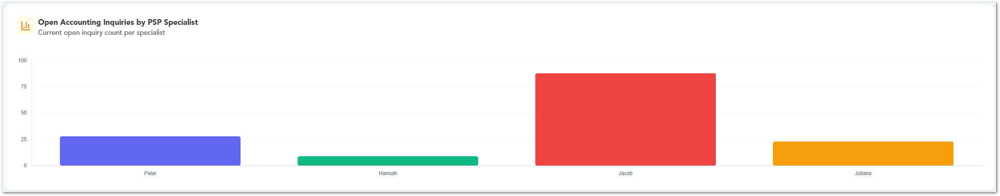 Open Accounting Inquiries by PSP Specialist
Current open inquiry count per specialist
100
75
50
25
0
Pelar
Hannah
Jacob
Juliana